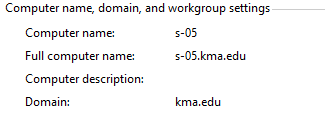 Computer name, domain, and workgroup settings
Computer name: s-05
Full computer name: s-05.kma.edu
Computer description:
Domain: kma.edu